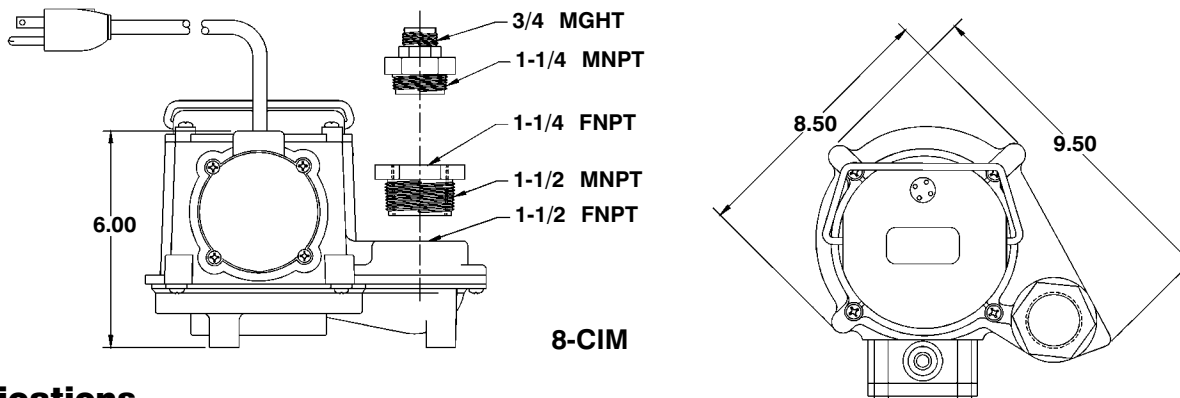 3/4 MGHT
1-1/4 MNPT
1-1/4 FNPT
1-1/2 MNPT
1-1/2 FNPT
6.00
8-CIM
8.50
9.50